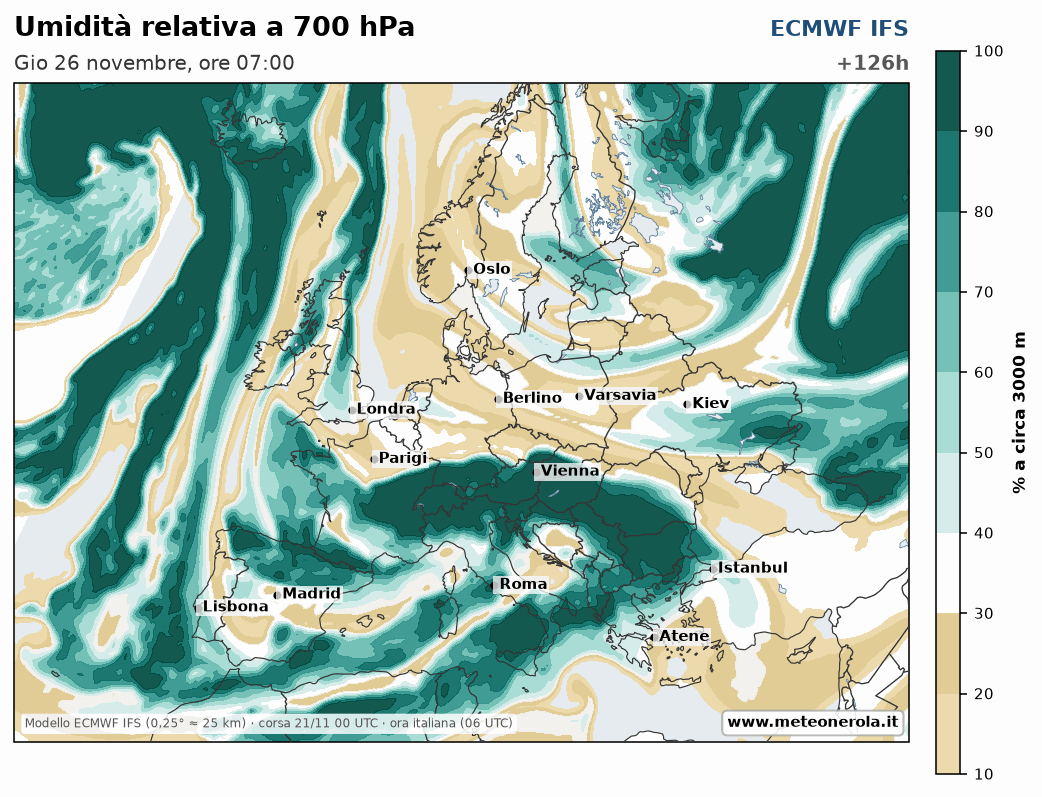 Umidità relativa a 700 hPa
ECMWF IFS
Gio 26 novembre, ore 07:00
+126h
100
90
80
70
60
50
40
30
20
10
% a circa 3000 m
Oslo
Berlino
Varsavia
Kiev
Londra
Parigi
Vienna
Istanbul
Roma
Madrid
Lisbona
Atene
Modello ECMWF IFS (0,25° ≈ 25 km) · corsa 21/11 00 UTC · ora italiana (06 UTC)
www.meteonerola.it